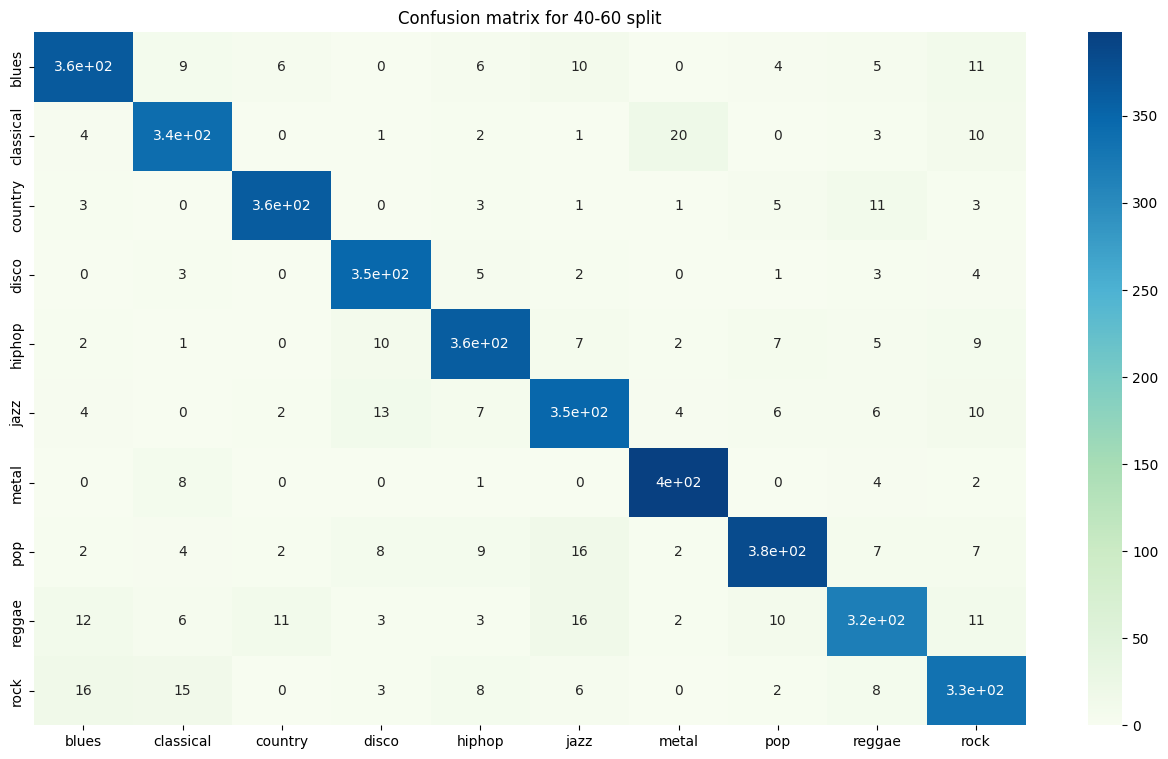 Confusion matrix for 40-60 split
blues 3.6e+02 9 6 0 6 10 0 4 5 11
classical 4 3.4e+02 0 1 2 1 20 0 3 10
country 3 0 3.6e+02 0 3 1 1 5 11 3
disco 0 3 0 3.5e+02 5 2 0 1 3 4
hiphop 2 1 0 10 3.6e+02 7 2 7 5 9
jazz 4 0 2 13 7 3.5e+02 4 6 6 10
metal 0 8 0 0 1 0 4e+02 0 4 2
pop 2 4 2 8 9 16 2 3.8e+02 7 7
reggae 12 6 11 3 3 16 2 10 3.2e+02 11
rock 16 15 0 3 8 6 0 2 8 3.3e+02
blues classical country disco hiphop jazz metal pop reggae rock
350
300
250
200
150
100
50
0